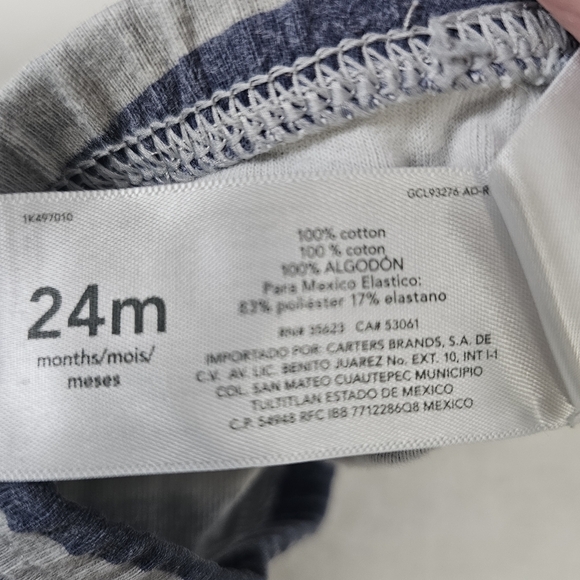 1K497010
GCL93276 AD-R
24m
months/mois/
meses
100% cotton
100 % coton
100% ALGODÓN
Para Mexico Elastico:
83% poliéster 17% elastano
rn# 35623 CA# 53061
IMPORTADO POR: CARTERS BRANDS, S.A. DE
C.V. AV. LIC. BENITO JUAREZ No. EXT. 10, INT I-1
COL. SAN MATEO CUAUTEPEC MUNICIPIO
TULTITLAN ESTADO DE MEXICO
C.P. 54948 RFC IBB 7712286Q8 MEXICO